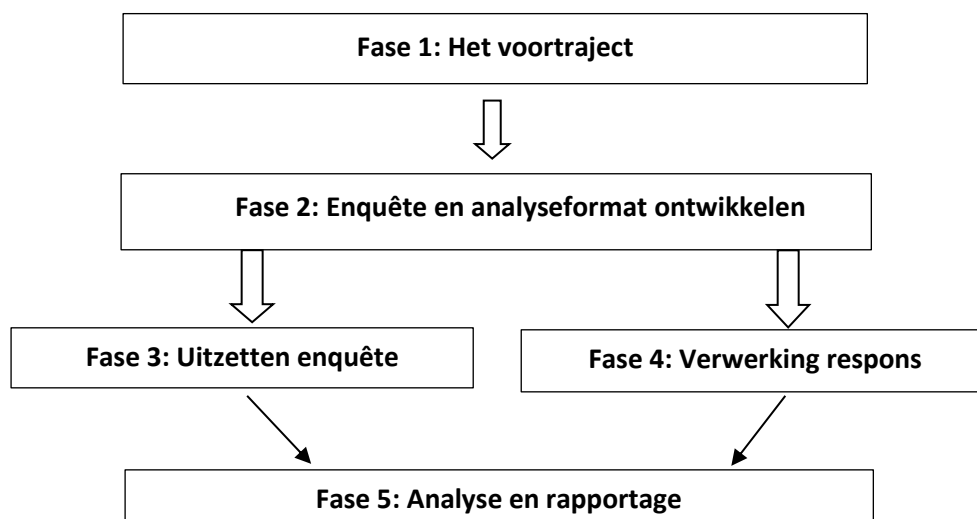 Fase 1: Het voortraject
Fase 2: Enquête en analyseformat ontwikkelen
Fase 3: Uitzetten enquête
Fase 4: Verwerking respons
Fase 5: Analyse en rapportage